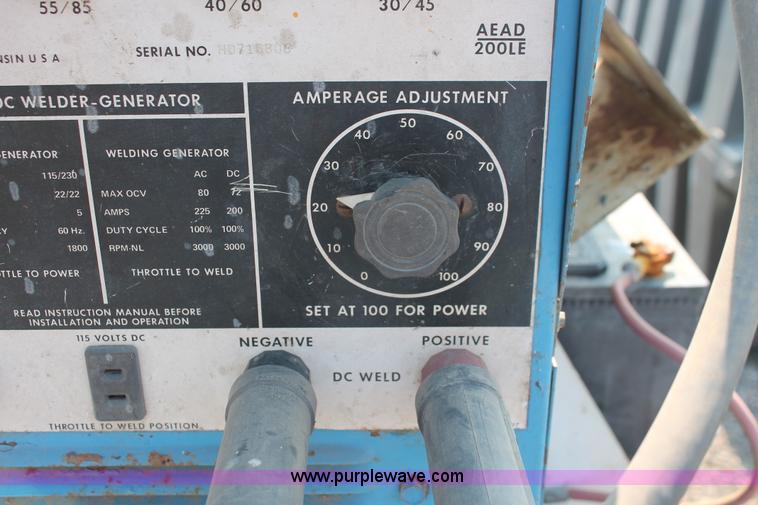 55/85 40/60 30/45
AEAD
200LE
SERIAL NO.
SIN U S A
DC WELDER-GENERATOR
GENERATOR
115/230
22/22
5
60 Hz.
1800
THROTTLE TO POWER
WELDING GENERATOR
AC DC
MAX OCV 80 72
AMPS 225 200
DUTY CYCLE 100% 100%
RPM-NL 3000 3000
THROTTLE TO WELD
READ INSTRUCTION MANUAL BEFORE
INSTALLATION AND OPERATION
AMPERAGE ADJUSTMENT
0 10 20 30 40 50 60 70 80 90 100
SET AT 100 FOR POWER
115 VOLTS DC
THROTTLE TO WELD POSITION
NEGATIVE
DC WELD
POSITIVE
www.purplewave.com